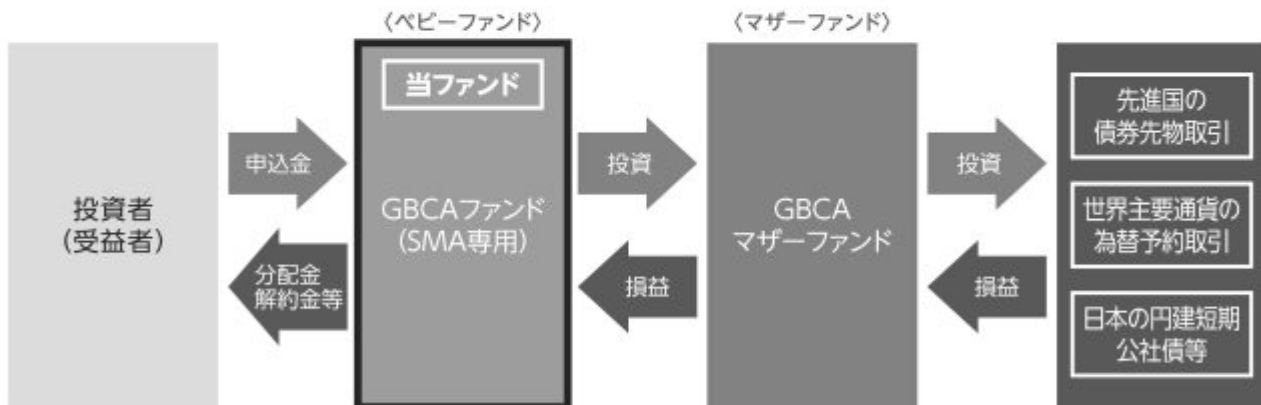 〈ベビーファンド〉
〈マザーファンド〉
投資者
(受益者)
申込金
分配金
解約金等
当ファンド
GBCAファンド
(SMA専用)
投資
損益
GBCA
マザーファンド
投資
損益
先進国の
債券先物取引
世界主要通貨の
為替予約取引
日本の円建短期
公社債等